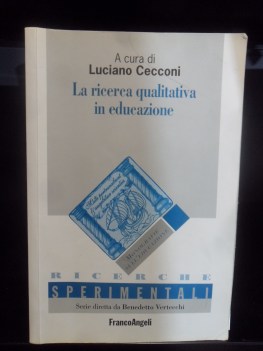 A cura di
Luciano Cecconi
La ricerca qualitativa
in educazione
RICERCHE
SPERIMENTALI
Serie diretta da Benedetto Vertecchi
FrancoAngeli